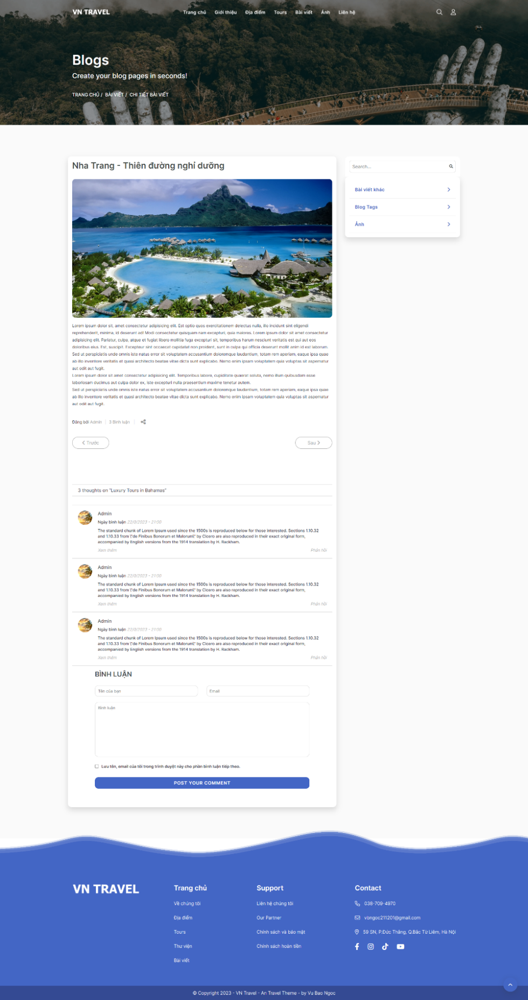 VN TRAVEL
Trang chủ Giới thiệu Địa điểm Tours Bài viết Ảnh Liên hệ
Blogs
Create your blog pages in seconds!
TRANG CHỦ / BÀI VIẾT / CHI TIẾT BÀI VIẾT
Nha Trang - Thiên đường nghỉ dưỡng
Search...
Bài viết khác
Blog Tags
Ảnh
Lorem ipsum dolor sit, amet consectetur adipisicing elit. Est optio quos exercitationem delectus nulla, illo incidunt sint eligendi
reprehenderit, minima, id deserunt ad! Modi consectetur quisquam nam excepturi, quia maiores. Lorem ipsum dolor sit amet consectetur
adipisicing elit. Pariatur, culpa, atque et fugiat libero mollitia fuga excepturi sit, temporibus harum nesciunt veritatis est qui aut eos
doloribus eius. Est, suscipit. Excepteur sint occaecat cupidatat non proident, sunt in culpa qui officia deserunt mollit anim id est laborum.
Sed ut perspiciatis unde omnis iste natus error sit voluptatem accusantium doloremque laudantium, totam rem aperiam, eaque ipsa quae
ab illo inventore veritatis et quasi architecto beatae vitae dicta sunt explicabo. Nemo enim ipsam voluptatem quia voluptas sit aspernatur
aut odit aut fugit.
Lorem ipsum dolor sit amet consectetur adipisicing elit. Temporibus labore, cupiditate quaerat soluta, nemo illum quibusdam esse
laboriosam ducimus aut culpa dolor ex, iste excepturi nulla praesentium maxime tenetur autem.
Sed ut perspiciatis unde omnis iste natus error sit voluptatem accusantium doloremque laudantium, totam rem aperiam, eaque ipsa quae
ab illo inventore veritatis et quasi architecto beatae vitae dicta sunt explicabo. Nemo enim ipsam voluptatem quia voluptas sit aspernatur
aut odit aut fugit.
Đăng bởi Admin | 3 Bình luận |
Trước Sau
3 thoughts on "Luxury Tours in Bahamas"
Admin
Ngày bình luận 22/0/2023 - 21:00
The standard chunk of Lorem Ipsum used since the 1500s is reproduced below for those interested. Sections 1.10.32
and 1.10.33 from \"de Finibus Bonorum et Malorum\" by Cicero are also reproduced in their exact original form,
accompanied by English versions from the 1914 translation by H. Rackham.
Xem thêm Phản hồi
Admin
Ngày bình luận 22/0/2023 - 21:00
The standard chunk of Lorem Ipsum used since the 1500s is reproduced below for those interested. Sections 1.10.32
and 1.10.33 from \"de Finibus Bonorum et Malorum\" by Cicero are also reproduced in their exact original form,
accompanied by English versions from the 1914 translation by H. Rackham.
Xem thêm Phản hồi
Admin
Ngày bình luận 22/0/2023 - 21:00
The standard chunk of Lorem Ipsum used since the 1500s is reproduced below for those interested. Sections 1.10.32
and 1.10.33 from \"de Finibus Bonorum et Malorum\" by Cicero are also reproduced in their exact original form,
accompanied by English versions from the 1914 translation by H. Rackham.
Xem thêm Phản hồi
BÌNH LUẬN
Tên của bạn Email
Bình luận
Lưu tên, email của tôi trong trình duyệt này cho phần bình luận tiếp theo.
POST YOUR COMMENT
VN TRAVEL
Trang chủ
Về chúng tôi
Địa điểm
Tours
Thư viện
Bài viết
Support
Liên hệ chúng tôi
Our Partner
Chính sách và bảo mật
Chính sách hoàn tiền
Contact
038-709-4970
vbngoc211201@gmail.com
59 SN, P.Đức Thắng, Q.Bắc Từ Liêm, Hà Nội
© Copyright 2023 - VN Travel - An Travel Theme - by Vu Bao Ngoc